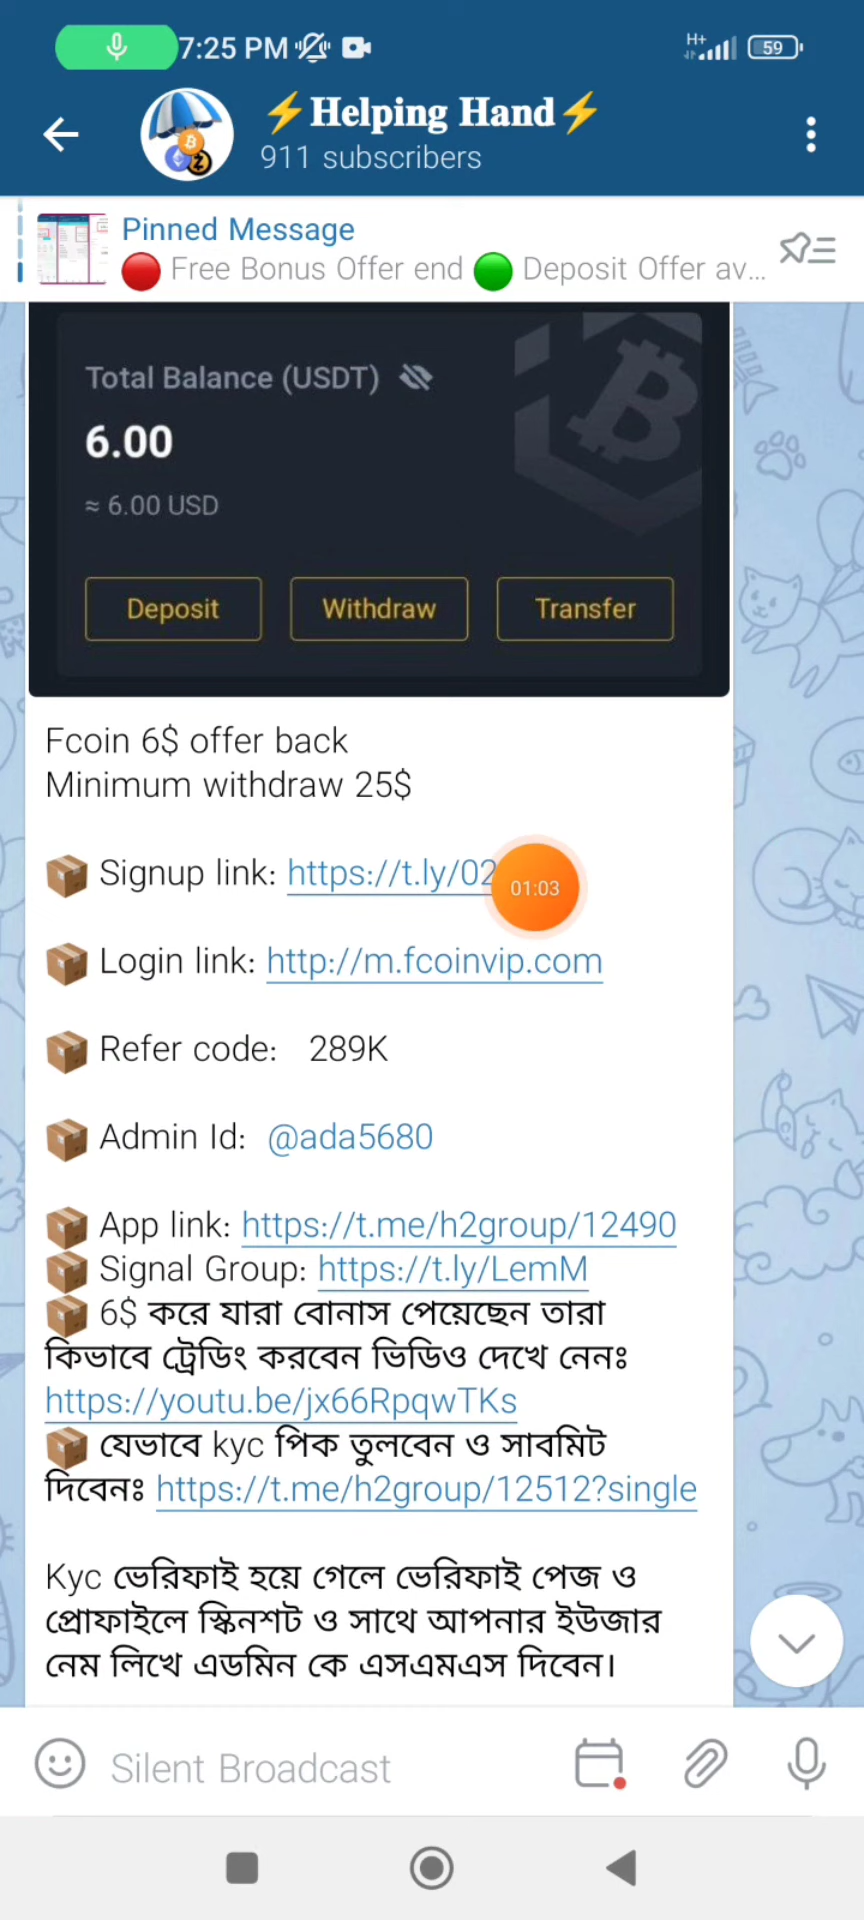 7:25 PM
H+
59
⚡Helping Hand⚡
911 subscribers
Pinned Message
🔴 Free Bonus Offer end 🟢 Deposit Offer av...
Total Balance (USDT)
6.00
≈ 6.00 USD
Deposit Withdraw Transfer
Fcoin 6$ offer back
Minimum withdraw 25$
📦 Signup link: https://t.ly/02
01:03
📦 Login link: http://m.fcoinvip.com
📦 Refer code: 289K
📦 Admin Id: @ada5680
📦 App link: https://t.me/h2group/12490
📦 Signal Group: https://t.ly/LemM
📦 6$ করে যারা বোনাস পেয়েছেন তারা
কিভাবে ট্রেডিং করবেন ভিডিও দেখে নেনঃ
https://youtu.be/jx66RpqwTKs
📦 যেভাবে kyc পিক তুলবেন ও সাবমিট
দিবেনঃ https://t.me/h2group/12512?single
Kyc ভেরিফাই হয়ে গেলে ভেরিফাই পেজ ও
প্রোফাইলে স্কিনশট ও সাথে আপনার ইউজার
নেম লিখে এডমিন কে এসএমএস দিবেন।
Silent Broadcast